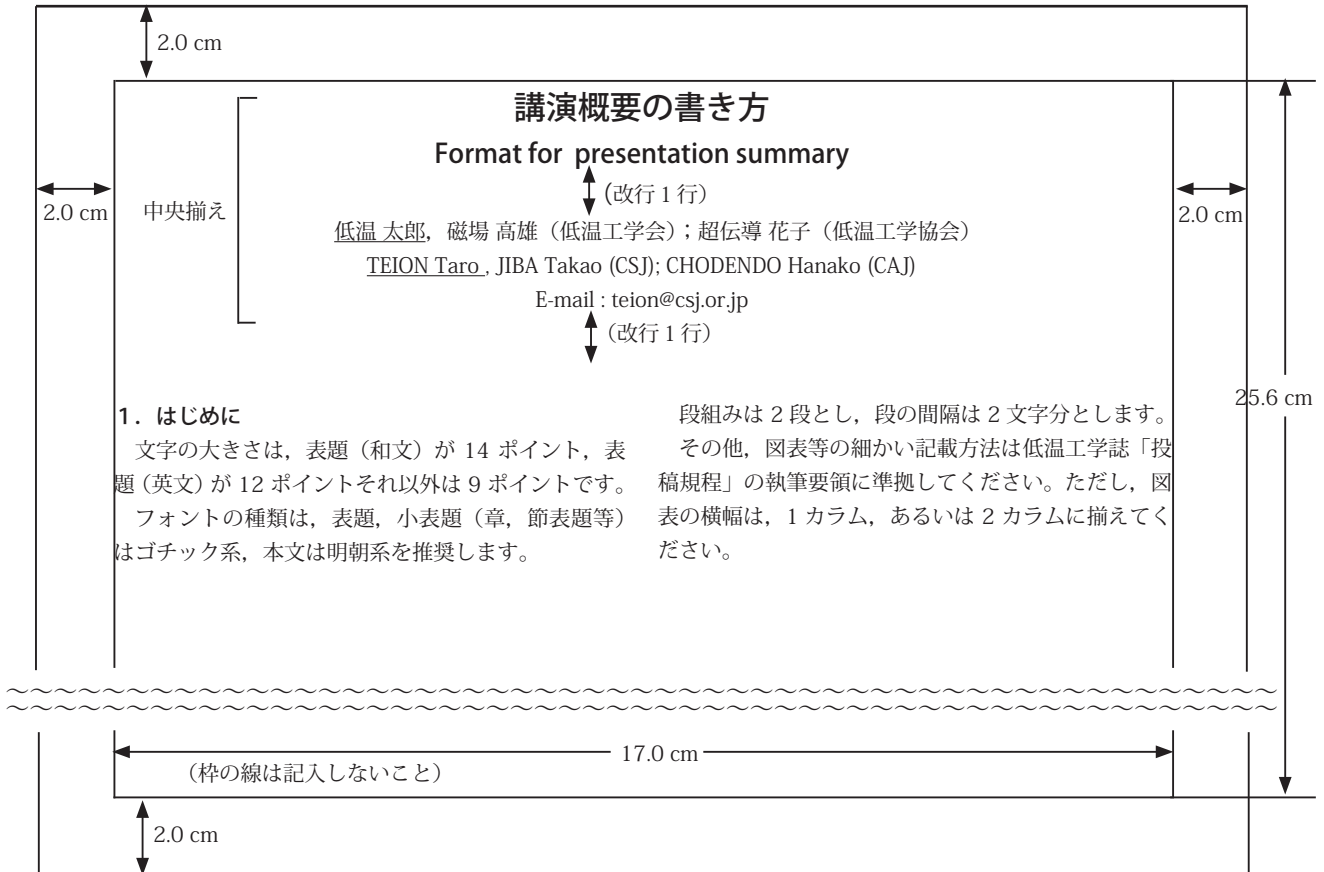 2.0 cm
講演概要の書き方
Format for presentation summary
(改行 1 行）
2.0 cm
中央揃え
2.0 cm
低温 太郎，磁場 高雄（低温工学会）；超伝導 花子（低温工学協会）
TEION Taro , JIBA Takao (CSJ); CHODENDO Hanako (CAJ)
E-mail : teion@csj.or.jp
（改行 1 行）
25.6 cm
1．はじめに
文字の大きさは，表題（和文）が 14 ポイント，表
題（英文）が 12 ポイントそれ以外は 9 ポイントです。
フォントの種類は，表題，小表題（章，節表題等）
はゴチック系，本文は明朝系を推奨します。
段組みは 2 段とし，段の間隔は 2 文字分とします。
その他，図表等の細かい記載方法は低温工学誌「投
稿規程」の執筆要領に準拠してください。ただし，図
表の横幅は，1 カラム，あるいは 2 カラムに揃えてく
ださい。
17.0 cm
（枠の線は記入しないこと）
2.0 cm